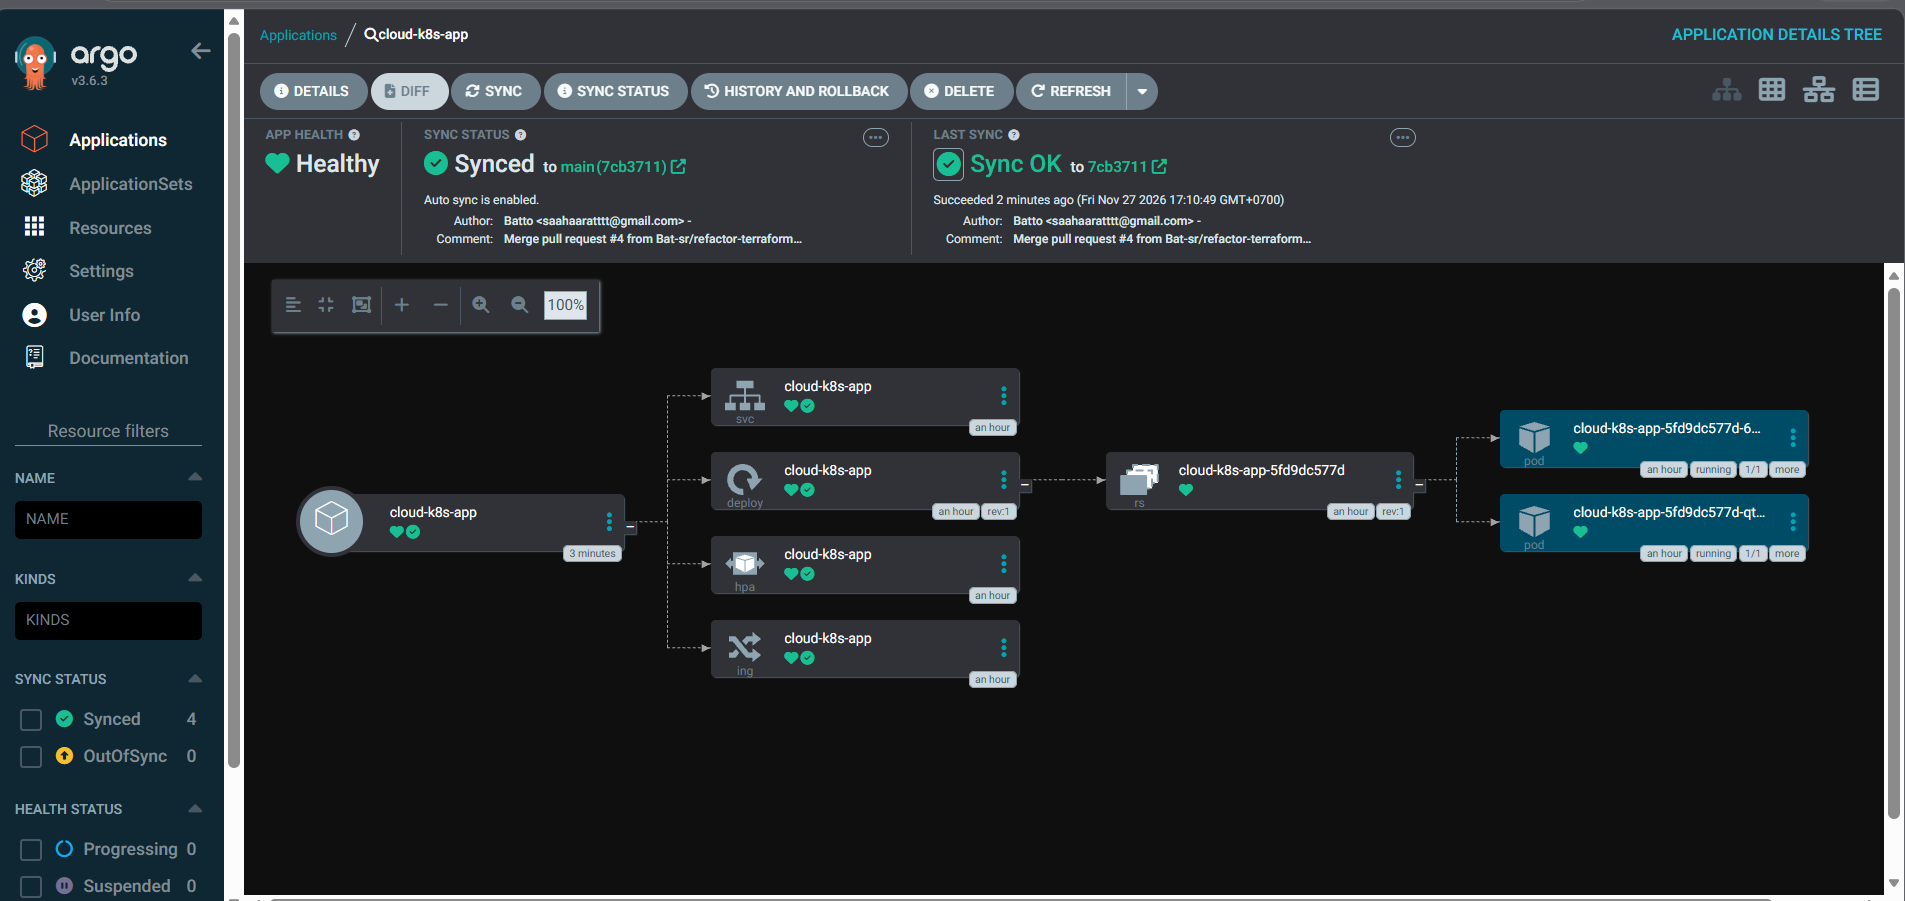 argo
v3.6.3
Applications
ApplicationSets
Resources
Settings
User Info
Documentation
Resource filters
NAME
NAME
KINDS
KINDS
SYNC STATUS
Synced 4
OutOfSync 0
HEALTH STATUS
Progressing 0
Suspended 0
Applications / cloud-k8s-app
APPLICATION DETAILS TREE
DETAILS DIFF SYNC SYNC STATUS HISTORY AND ROLLBACK DELETE REFRESH
APP HEALTH
Healthy
SYNC STATUS
Synced to main (7cb3711)
Auto sync is enabled.
Author: Batto <saahaaratttt@gmail.com> -
Comment: Merge pull request #4 from Bat-sr/refactor-terraform...
LAST SYNC
Sync OK to 7cb3711
Succeeded 2 minutes ago (Fri Nov 27 2026 17:10:49 GMT+0700)
Author: Batto <saahaaratttt@gmail.com> -
Comment: Merge pull request #4 from Bat-sr/refactor-terraform...
100%
cloud-k8s-app
3 minutes
cloud-k8s-app
svc
an hour
cloud-k8s-app
deploy
an hour rev:1
cloud-k8s-app
hpa
an hour
cloud-k8s-app
ing
an hour
cloud-k8s-app-5fd9dc577d
rs
an hour rev:1
cloud-k8s-app-5fd9dc577d-6...
pod
an hour running 1/1 more
cloud-k8s-app-5fd9dc577d-qt...
pod
an hour running 1/1 more